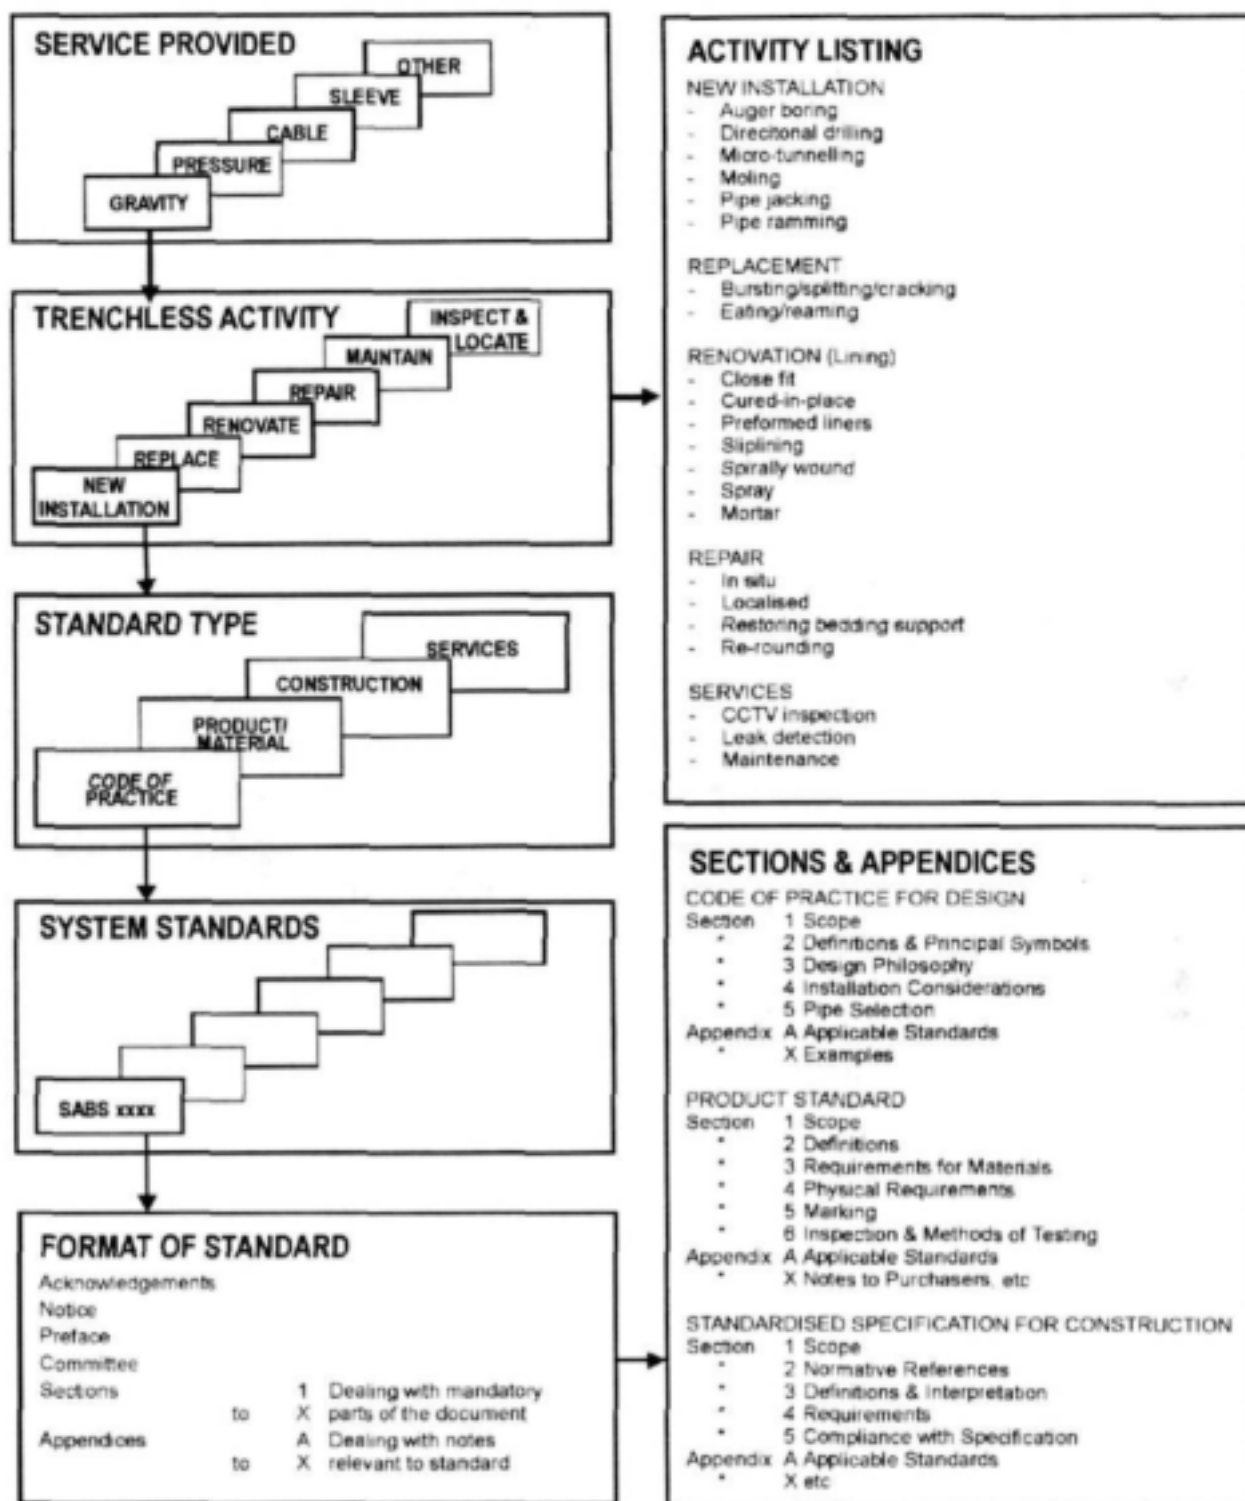 SERVICE PROVIDED
OTHER
SLEEVE
CABLE
PRESSURE
GRAVITY
TRENCHLESS ACTIVITY
INSPECT &
LOCATE
MAINTAIN
REPAIR
RENOVATE
REPLACE
NEW
INSTALLATION
STANDARD TYPE
SERVICES
CONSTRUCTION
PRODUCT/
MATERIAL
CODE OF
PRACTICE
SYSTEM STANDARDS
SABS xxxx
FORMAT OF STANDARD
Acknowledgements
Notice
Preface
Committee
Sections 1 Dealing with mandatory
to X parts of the document
Appendices A Dealing with notes
to X relevant to standard
ACTIVITY LISTING
NEW INSTALLATION
- Auger boring
- Direcitonal drilling
- Micro-tunnelling
- Moling
- Pipe jacking
- Pipe ramming
REPLACEMENT
- Bursting/splitting/cracking
- Eating/reaming
RENOVATION (Lining)
- Close fit
- Cured-in-place
- Preformed liners
- Sliplining
- Spirally wound
- Spray
- Mortar
REPAIR
- In situ
- Localised
- Restoring bedding support
- Re-rounding
SERVICES
- CCTV inspection
- Leak detection
- Maintenance
SECTIONS & APPENDICES
CODE OF PRACTICE FOR DESIGN
Section 1 Scope
" 2 Definitions & Principal Symbols
" 3 Design Philosophy
" 4 Installation Considerations
" 5 Pipe Selection
Appendix A Applicable Standards
" X Examples
PRODUCT STANDARD
Section 1 Scope
" 2 Definitions
" 3 Requirements for Materials
" 4 Physical Requirements
" 5 Marking
" 6 Inspection & Methods of Testing
Appendix A Applicable Standards
" X Notes to Purchasers, etc
STANDARDISED SPECIFICATION FOR CONSTRUCTION
Section 1 Scope
" 2 Normative References
" 3 Definitions & Interpretation
" 4 Requirements
" 5 Compliance with Specification
Appendix A Applicable Standards
" X etc